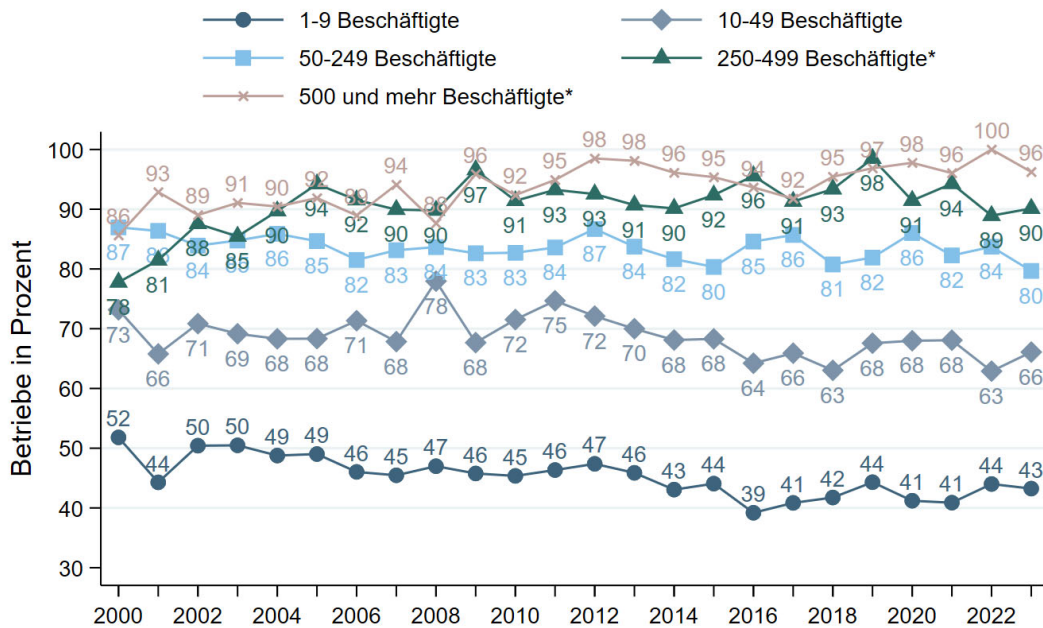 1-9 Beschäftigte
10-49 Beschäftigte
50-249 Beschäftigte
250-499 Beschäftigte*
500 und mehr Beschäftigte*
Betriebe in Prozent
100
90
80
70
60
50
40
30
86 93 89 91 90 92 89 94 88 96 92 95 98 98 96 95 94 92 95 97 98 96 100 96
78 81 88 85 90 94 92 90 90 97 91 93 93 91 90 92 96 91 93 98 91 94 89 90
87 86 84 85 86 85 82 83 84 83 83 84 87 84 82 80 85 86 81 82 86 82 84 80
73 66 71 69 68 68 71 68 78 68 72 75 72 70 68 68 64 66 63 68 68 68 63 66
52 44 50 50 49 49 46 45 47 46 45 46 47 46 43 44 39 41 42 44 41 41 44 43
2000 2002 2004 2006 2008 2010 2012 2014 2016 2018 2020 2022